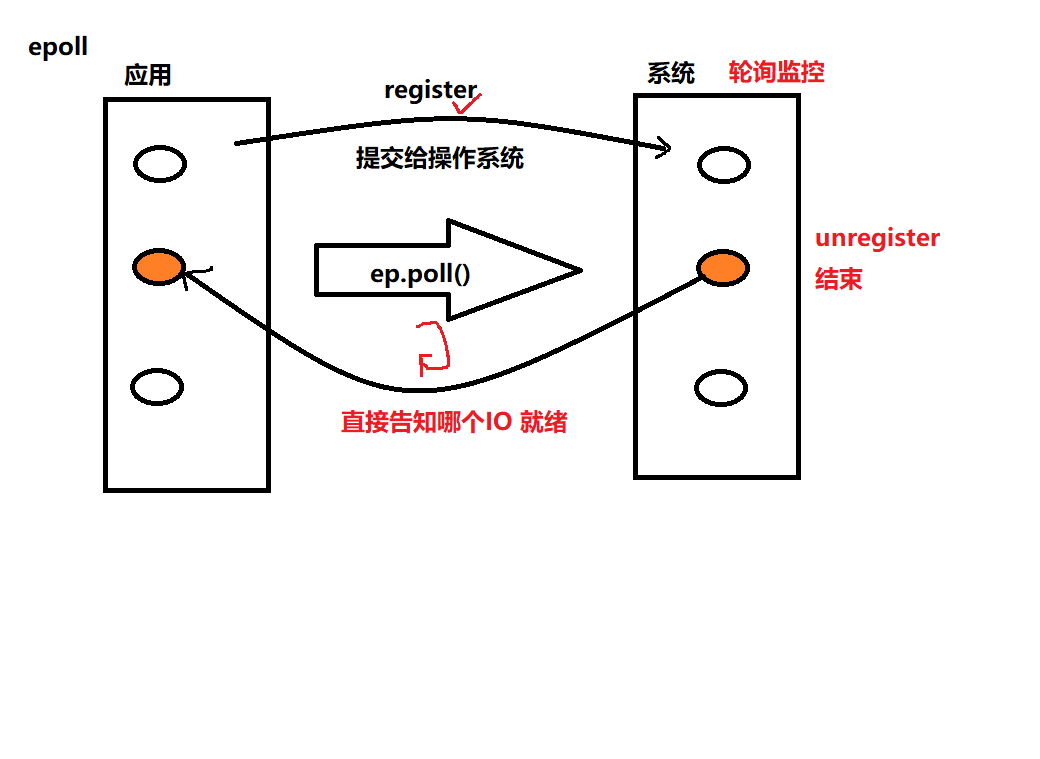 epoll
应用
系统 轮询监控
register
提交给操作系统
unregister
结束
ep.poll()
直接告知哪个IO 就绪